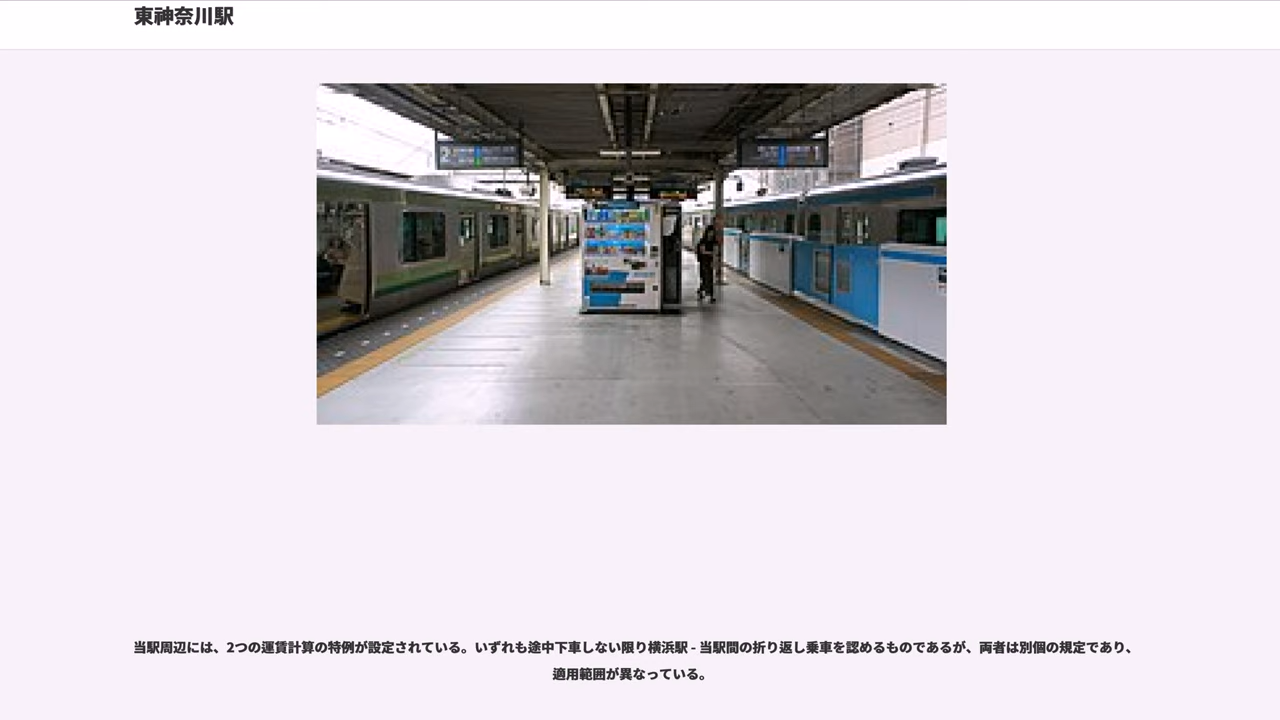 東神奈川駅
当駅周辺には、2つの運賃計算の特例が設定されている。いずれも途中下車しない限り横浜駅 - 当駅間の折り返し乗車を認めるものであるが、両者は別個の規定であり、
適用範囲が異なっている。